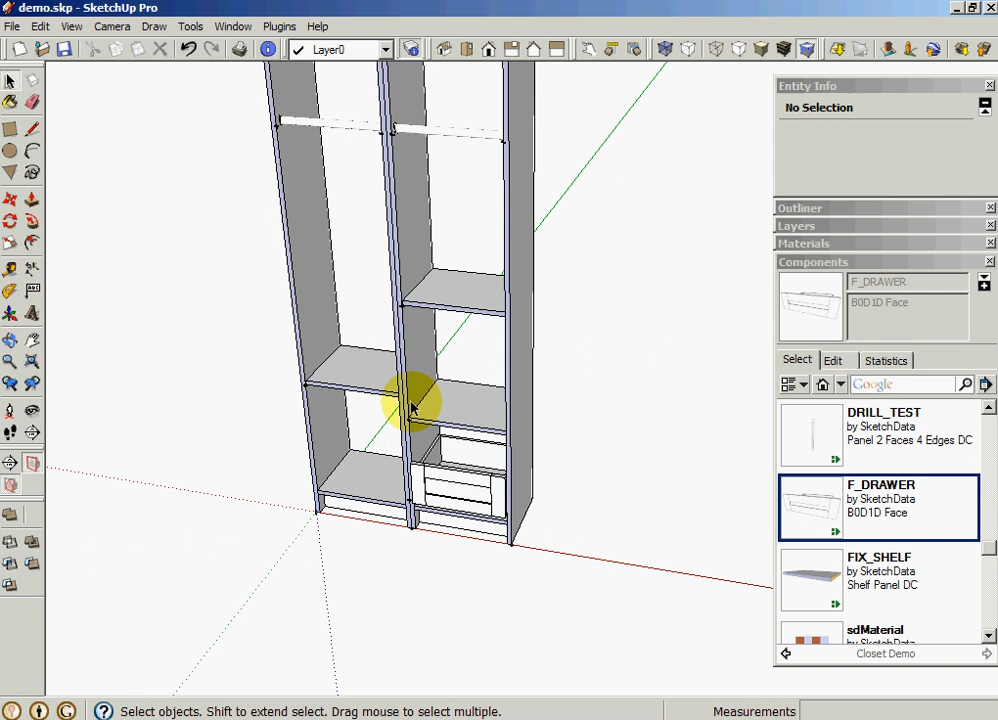 demo.skp - SketchUp Pro
File Edit View Camera Draw Tools Window Plugins Help
Layer0
Entity Info
No Selection
Outliner
Layers
Materials
Components
F_DRAWER
B0D1D Face
Select Edit Statistics
Google
DRILL_TEST
by SketchData
Panel 2 Faces 4 Edges DC
F_DRAWER
by SketchData
B0D1D Face
FIX_SHELF
by SketchData
Shelf Panel DC
sdMaterial
by SketchData
Closet Demo
Select objects. Shift to extend select. Drag mouse to select multiple.
Measurements